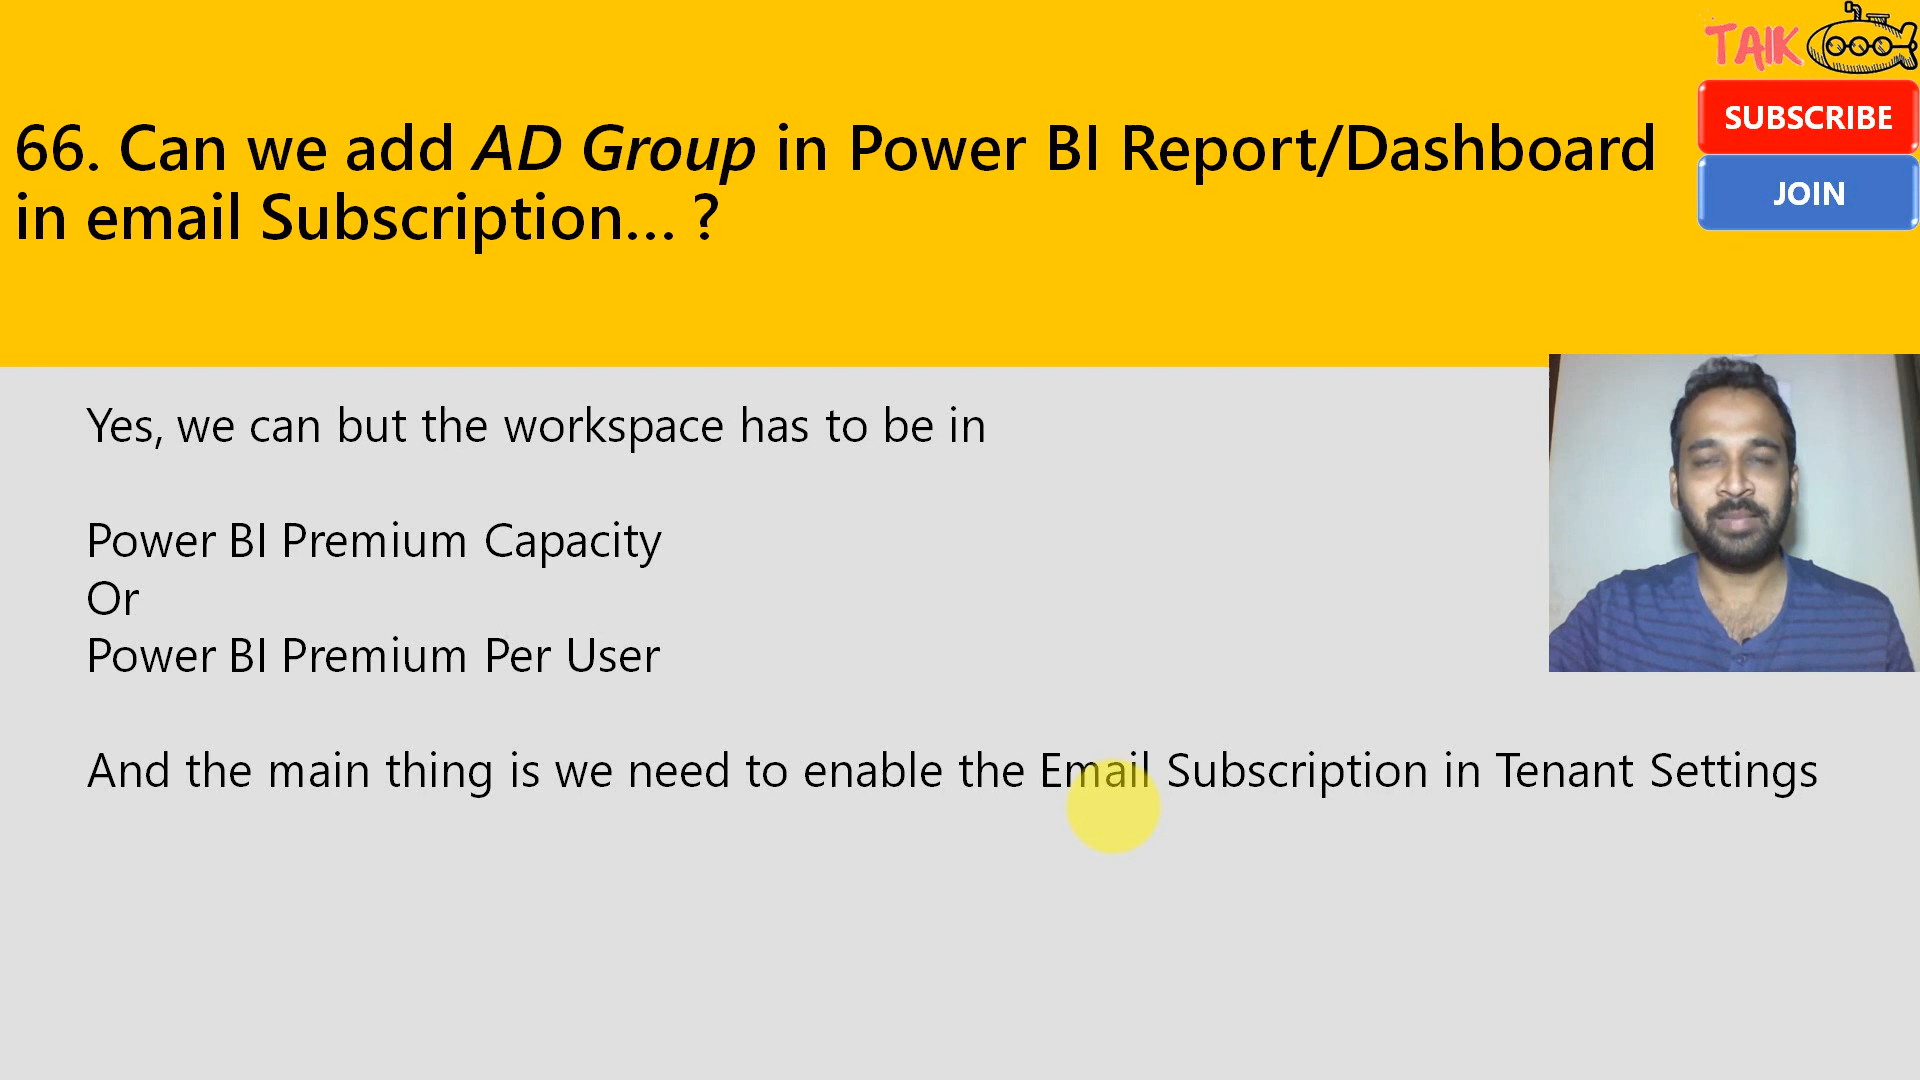 TAIK
SUBSCRIBE
66. Can we add AD Group in Power BI Report/Dashboard
in email Subscription... ?
JOIN
Yes, we can but the workspace has to be in
Power BI Premium Capacity
Or
Power BI Premium Per User
And the main thing is we need to enable the Email Subscription in Tenant Settings